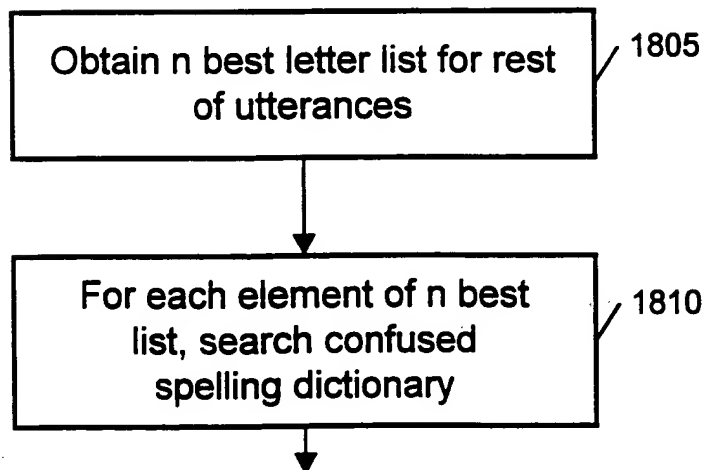 Obtain n best letter list for rest
of utterances
1805
For each element of n best
list, search confused
spelling dictionary
1810